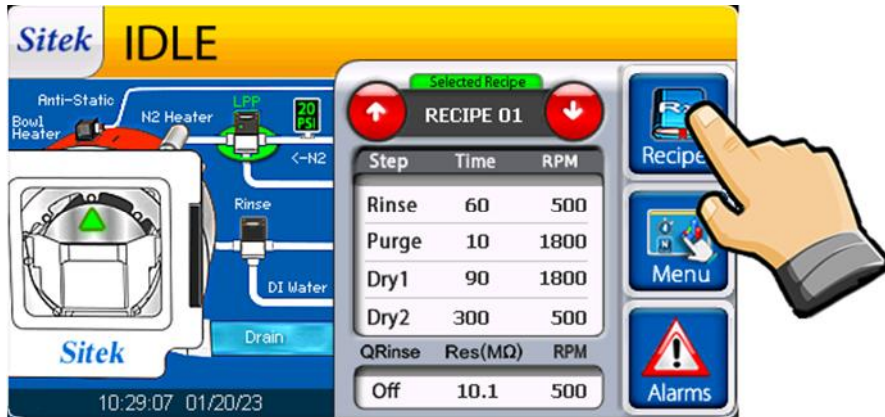 Sitek IDLE
Anti-Static
Bowl Heater
N2 Heater
LPP
20 PSI
<-N2
Rinse
DI Water
Drain
Sitek
10:29:07 01/20/23
Selected Recipe
RECIPE 01
Step Time RPM
Rinse 60 500
Purge 10 1800
Dry1 90 1800
Dry2 300 500
QRinse Res(MΩ) RPM
Off 10.1 500
Recipe
Menu
Alarms